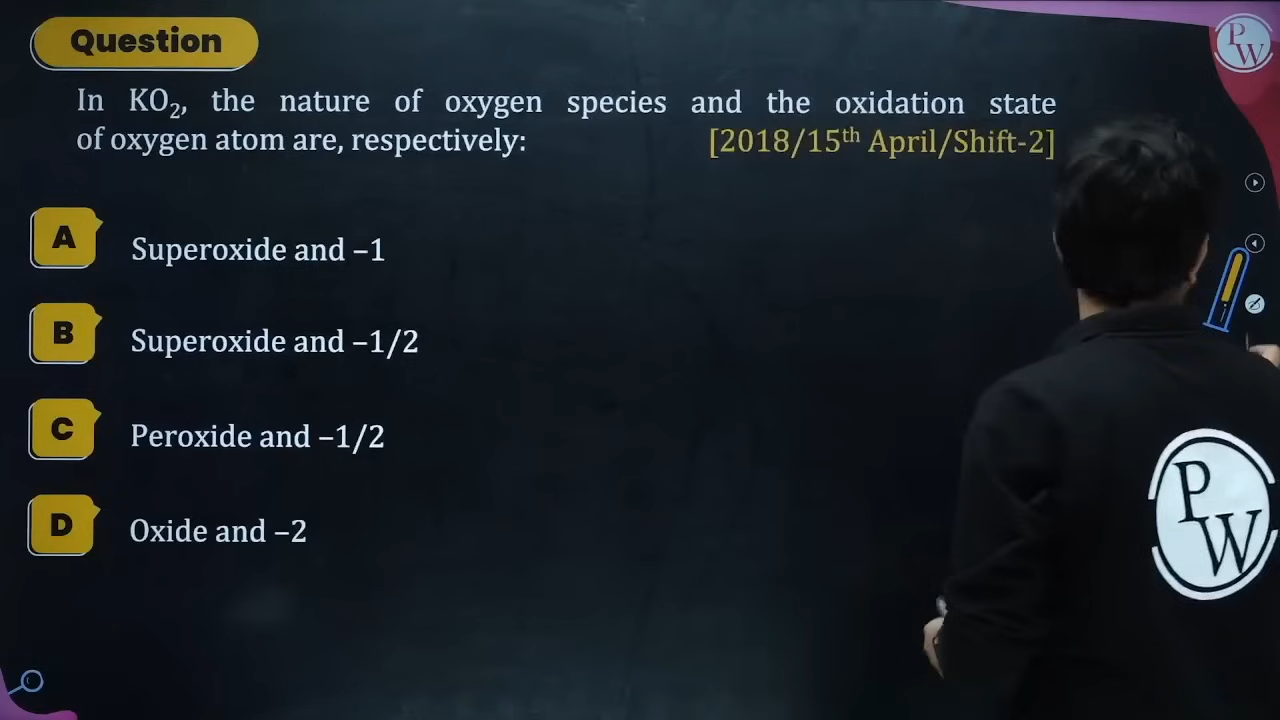 Question
PW
In KO₂, the nature of oxygen species and the oxidation state
of oxygen atom are, respectively: [2018/15ᵗʰ April/Shift-2]
A Superoxide and –1
B Superoxide and –1/2
C Peroxide and –1/2
D Oxide and –2
PW